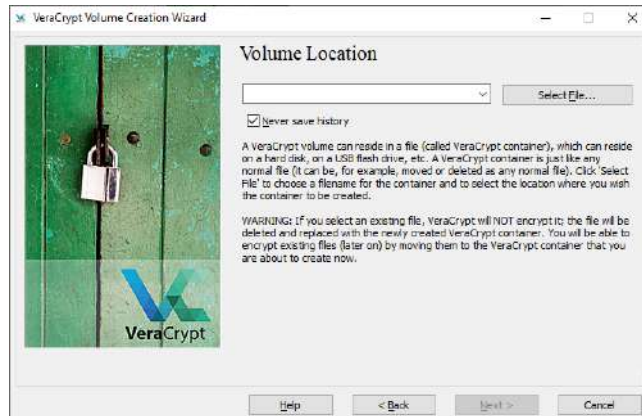 VeraCrypt Volume Creation Wizard
Volume Location
Select File...
Never save history
A VeraCrypt volume can reside in a file (called VeraCrypt container), which can reside
on a hard disk, on a USB flash drive, etc. A VeraCrypt container is just like any
normal file (it can be, for example, moved or deleted as any normal file). Click 'Select
File' to choose a filename for the container and to select the location where you wish
the container to be created.
WARNING: If you select an existing file, VeraCrypt will NOT encrypt it; the file will be
deleted and replaced with the newly created VeraCrypt container. You will be able to
encrypt existing files (later on) by moving them to the VeraCrypt container that you
are about to create now.
VeraCrypt
Help
< Back
Next >
Cancel